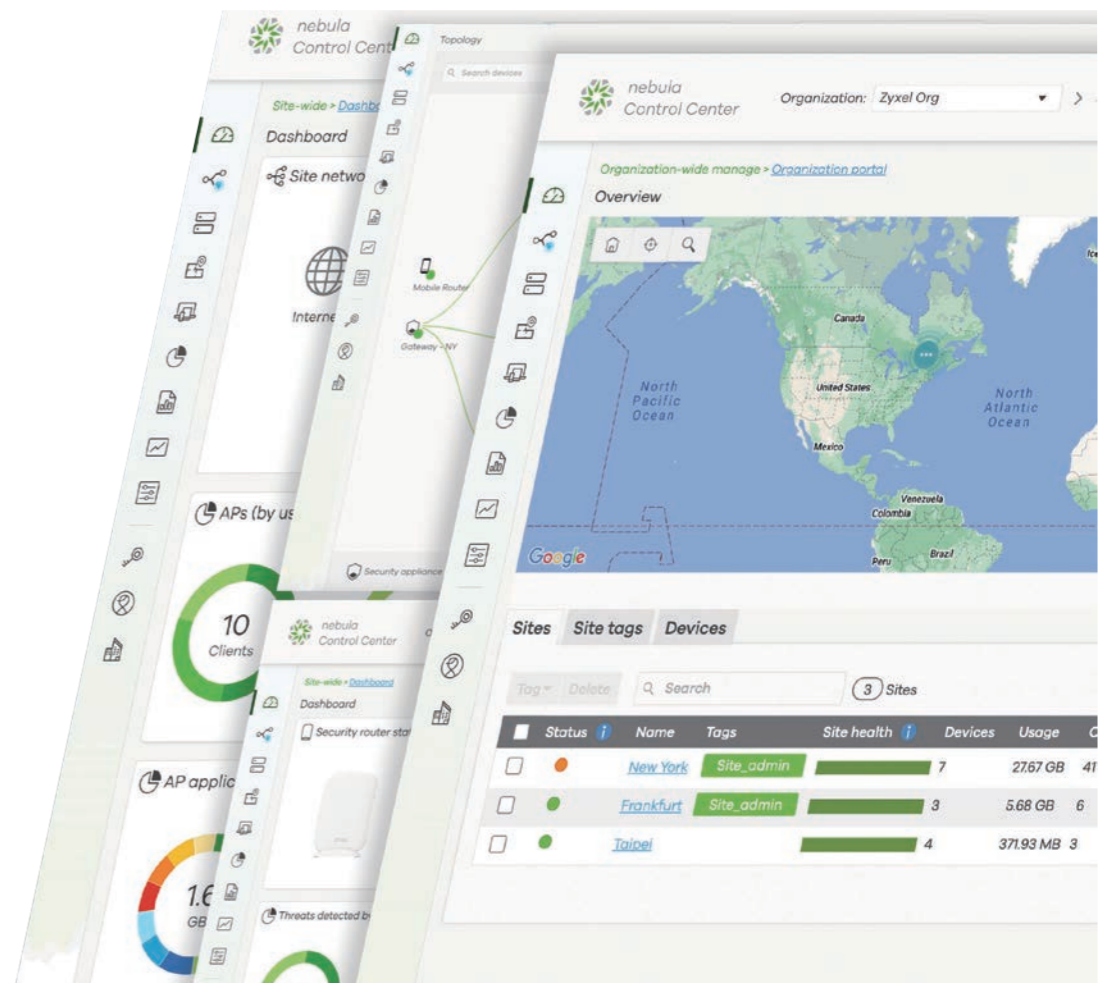 nebula
Control Cent
Site-wide > Dashbo
Dashboard
Site netwo
Interne
APs (by us
10
Clients
AP applic
1.6
GB
Topology
Search devices
Mobile Router
Gateway - NY
Security appliance
nebula
Control Center
Site-wide > Dashboard
Dashboard
Security router sta
Threats detected by
nebula
Control Center
Organization: Zyxel Org
Organization-wide manage > Organization portal
Overview
Canada
United States
Mexico
North
Pacific
Ocean
North
Atlantic
Ocean
Ice
Venezuela
Colombia
Brazil
Peru
Google
Sites Site tags Devices
Tag Delete Search 3 Sites
Status Name Tags Site health Devices Usage C
New York Site_admin 7 27.67 GB 41
Frankfurt Site_admin 3 5.68 GB 6
Taipei 4 371.93 MB 3